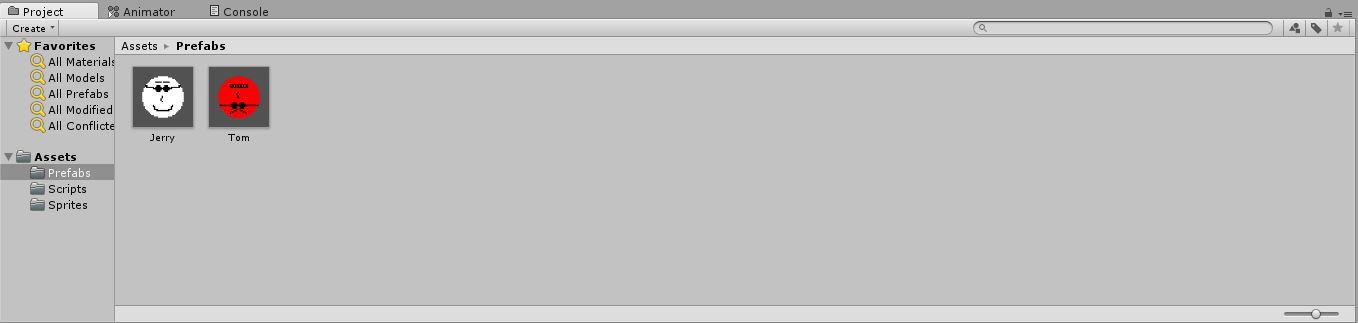 Project Animator Console
Create
Favorites
All Materials
All Models
All Prefabs
All Modified
All Conflicte
Assets
Prefabs
Scripts
Sprites
Assets ▸ Prefabs
Jerry Tom